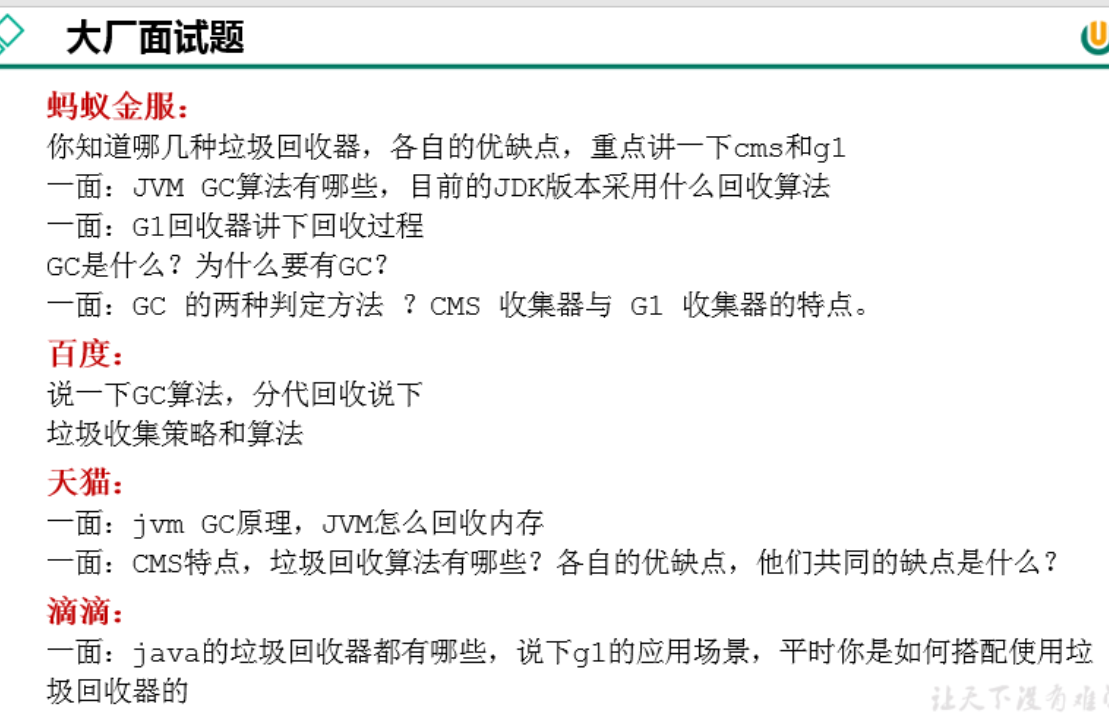 大厂面试题
蚂蚁金服：
你知道哪几种垃圾回收器，各自的优缺点，重点讲一下cms和g1
一面：JVM GC算法有哪些，目前的JDK版本采用什么回收算法
一面：G1回收器讲下回收过程
GC是什么？为什么要有GC？
一面：GC 的两种判定方法 ？CMS 收集器与 G1 收集器的特点。
百度：
说一下GC算法，分代回收说下
垃圾收集策略和算法
天猫：
一面：jvm GC原理，JVM怎么回收内存
一面：CMS特点，垃圾回收算法有哪些？各自的优缺点，他们共同的缺点是什么？
滴滴：
一面：java的垃圾回收器都有哪些，说下g1的应用场景，平时你是如何搭配使用垃
圾回收器的
让天下没有难